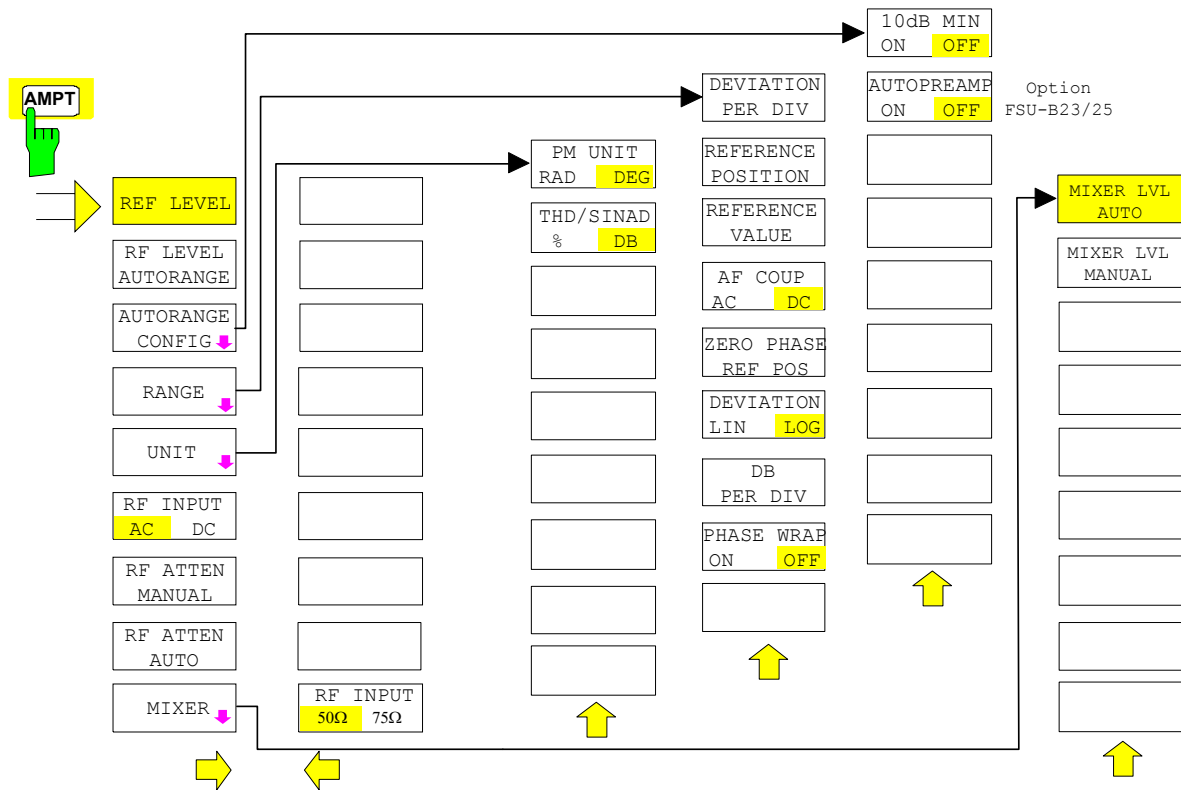 AMPT
REF LEVEL
RF LEVEL
AUTORANGE
AUTORANGE
CONFIG
RANGE
UNIT
RF INPUT
AC DC
RF ATTEN
MANUAL
RF ATTEN
AUTO
MIXER
RF INPUT
50Ω 75Ω
PM UNIT
RAD DEG
THD/SINAD
% DB
DEVIATION
PER DIV
REFERENCE
POSITION
REFERENCE
VALUE
AF COUP
AC DC
ZERO PHASE
REF POS
DEVIATION
LIN LOG
DB
PER DIV
PHASE WRAP
ON OFF
10dB MIN
ON OFF
AUTOPREAMP
ON OFF
Option
FSU-B23/25
MIXER LVL
AUTO
MIXER LVL
MANUAL